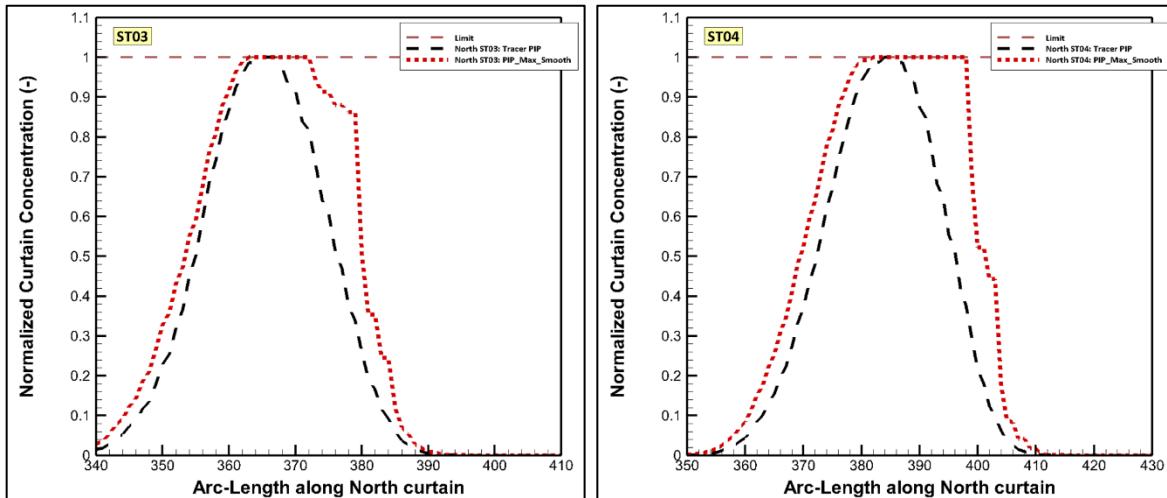 ST03
Limit
North ST03: Tracer PIP
North ST03: PIP_Max_Smooth
Normalized Curtain Concentration (-)
1.1
1
0.9
0.8
0.7
0.6
0.5
0.4
0.3
0.2
0.1
0
340 350 360 370 380 390 400 410
Arc-Length along North curtain
ST04
Limit
North ST04: Tracer PIP
North ST04: PIP_Max_Smooth
Normalized Curtain Concentration (-)
1.1
1
0.9
0.8
0.7
0.6
0.5
0.4
0.3
0.2
0.1
0
350 360 370 380 390 400 410 420 430
Arc-Length along North curtain